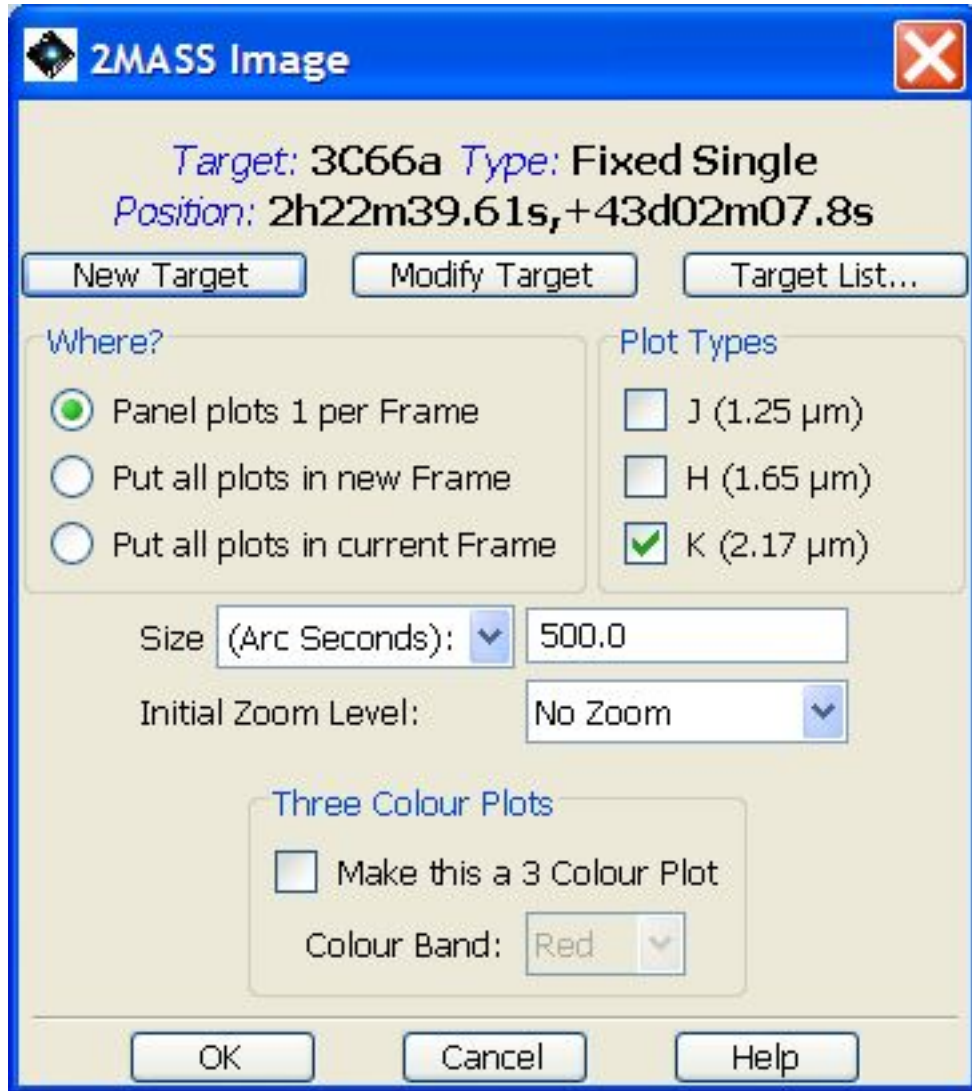 2MASS Image
Target: 3C66a Type: Fixed Single
Position: 2h22m39.61s,+43d02m07.8s
New Target Modify Target Target List...
Where?
Panel plots 1 per Frame
Put all plots in new Frame
Put all plots in current Frame
Plot Types
J (1.25 µm)
H (1.65 µm)
K (2.17 µm)
Size (Arc Seconds): 500.0
Initial Zoom Level: No Zoom
Three Colour Plots
Make this a 3 Colour Plot
Colour Band: Red
OK Cancel Help